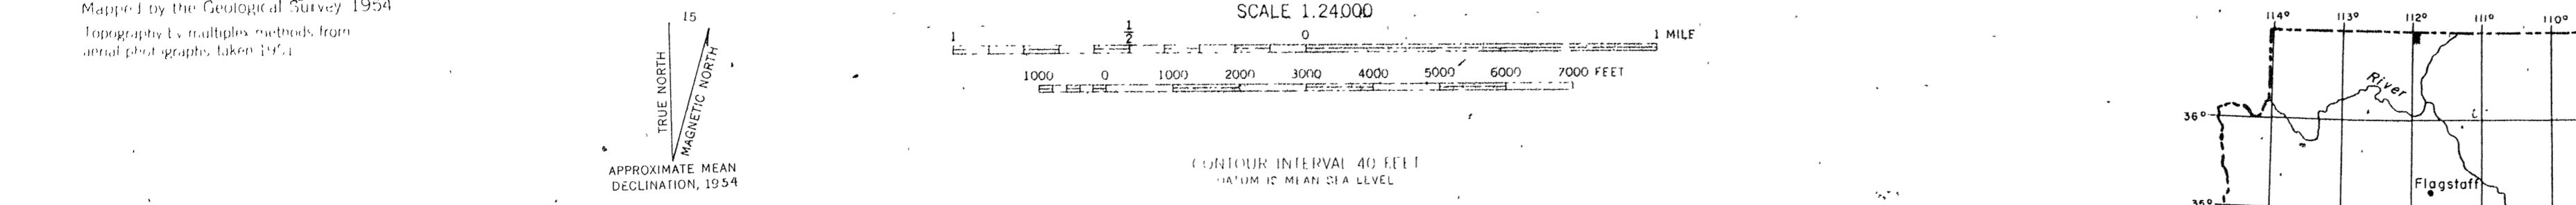 Mapped by the Geological Survey 1954
Topography by multiplex methods from
aerial photographs taken 1951
15
TRUE NORTH
MAGNETIC NORTH
APPROXIMATE MEAN
DECLINATION, 1954
SCALE 1:24000
1 1/2 0 1 MILE
1000 0 1000 2000 3000 4000 5000 6000 7000 FEET
CONTOUR INTERVAL 40 FEET
DATUM IS MEAN SEA LEVEL
114° 113° 112° 111° 110°
River
36°
Flagstaff
35°